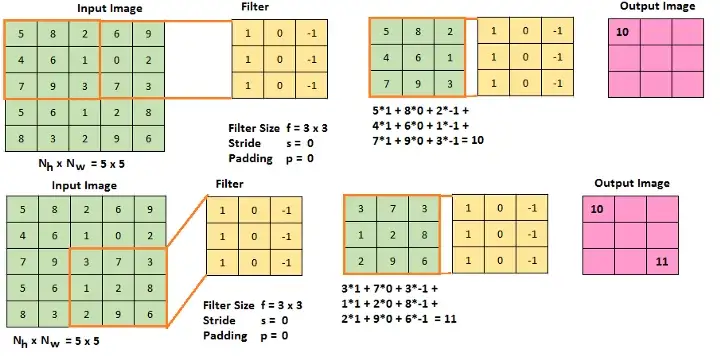 Input Image
Filter
Output Image
5 8 2 6 9
4 6 1 0 2
7 9 3 7 3
5 6 1 2 8
8 3 2 9 6
1 0 -1
1 0 -1
1 0 -1
5 8 2
4 6 1
7 9 3
1 0 -1
1 0 -1
1 0 -1
10
Filter Size f = 3 x 3
Stride s = 0
Padding p = 0
5*1 + 8*0 + 2*-1 +
4*1 + 6*0 + 1*-1 +
7*1 + 9*0 + 3*-1 = 10
Nh x Nw = 5 x 5
Input Image
Filter
Output Image
5 8 2 6 9
4 6 1 0 2
7 9 3 7 3
5 6 1 2 8
8 3 2 9 6
1 0 -1
1 0 -1
1 0 -1
3 7 3
1 2 8
2 9 6
1 0 -1
1 0 -1
1 0 -1
10
11
Filter Size f = 3 x 3
Stride s = 0
Padding p = 0
3*1 + 7*0 + 3*-1 +
1*1 + 2*0 + 8*-1 +
2*1 + 9*0 + 6*-1 = 11
Nh x Nw = 5 x 5